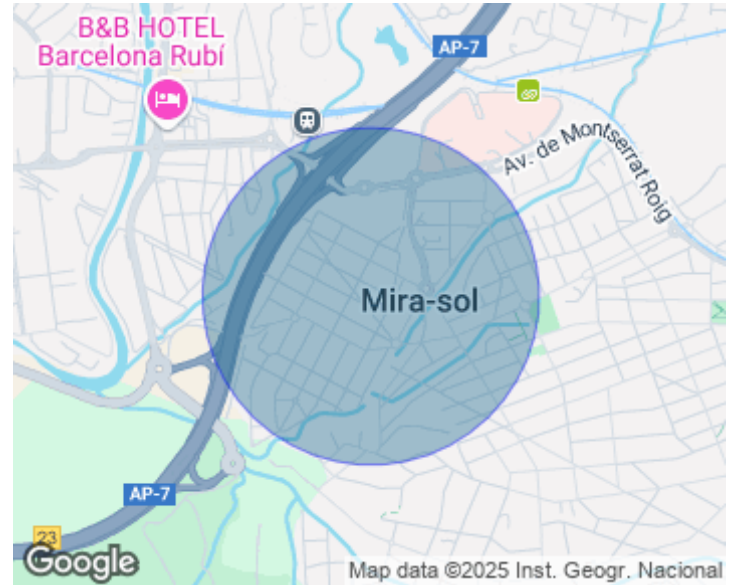 B&B HOTEL
Barcelona Rubí
AP-7
Av. de Montserrat Roig
Mira-sol
AP-7
23
Google
Map data ©2025 Inst. Geogr. Nacional